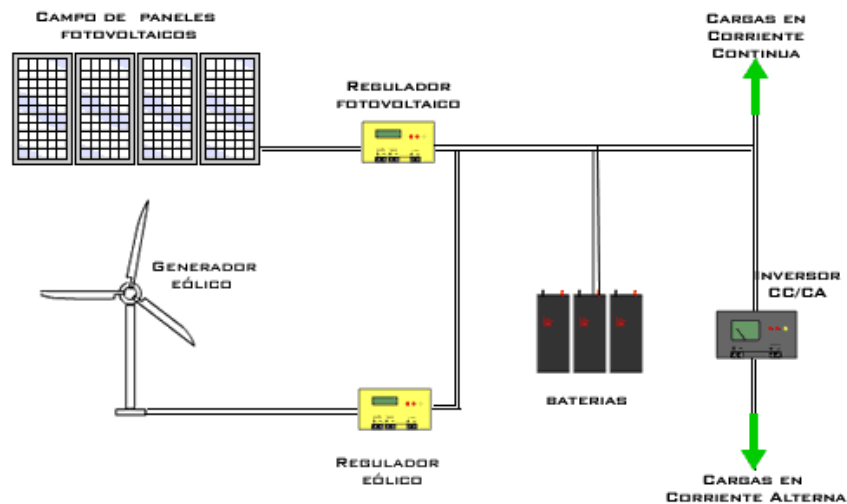 CAMPO DE PANELES
FOTOVOLTAICOS
REGULADOR
FOTOVOLTAICO
CARGAS EN
CORRIENTE
CONTINUA
GENERADOR
EÓLICO
INVERSOR
CC/CA
BATERIAS
REGULADOR
EÓLICO
CARGAS EN
CORRIENTE ALTERNA